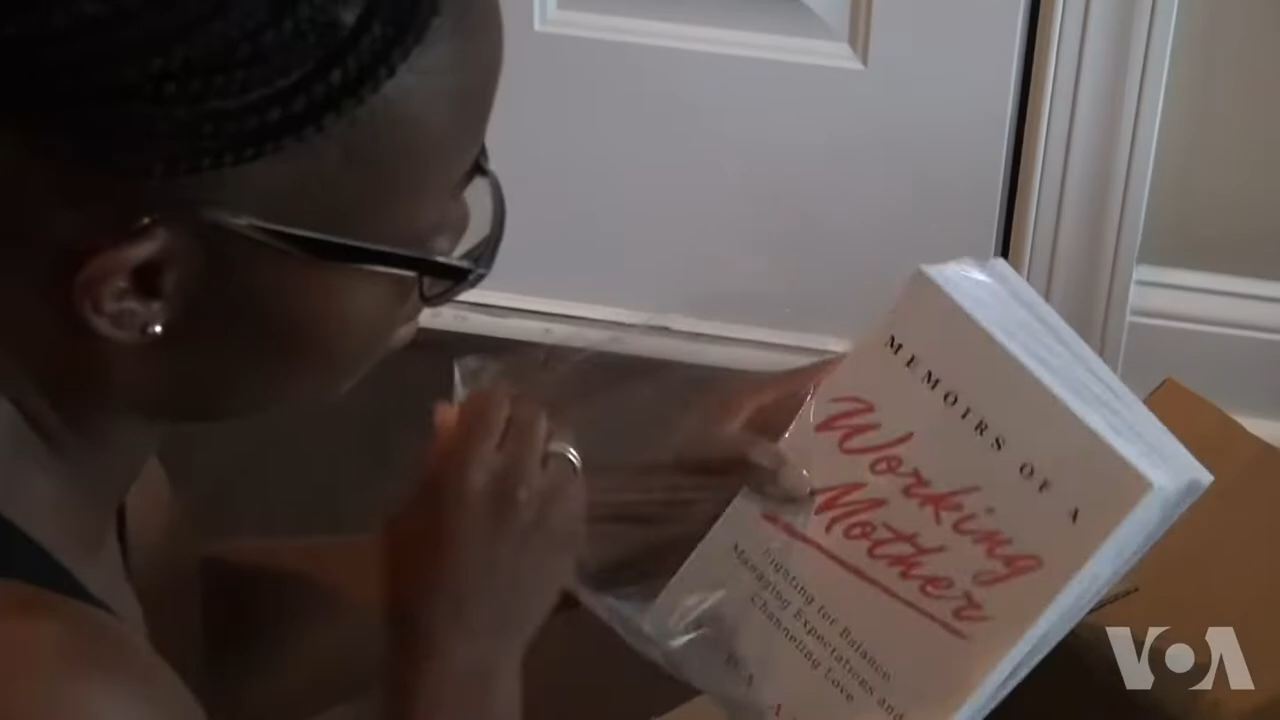 MEMOIRS OF A
Working
Mother
Fighting for Balance
Managing Expectations and
Channeling Love
VOA